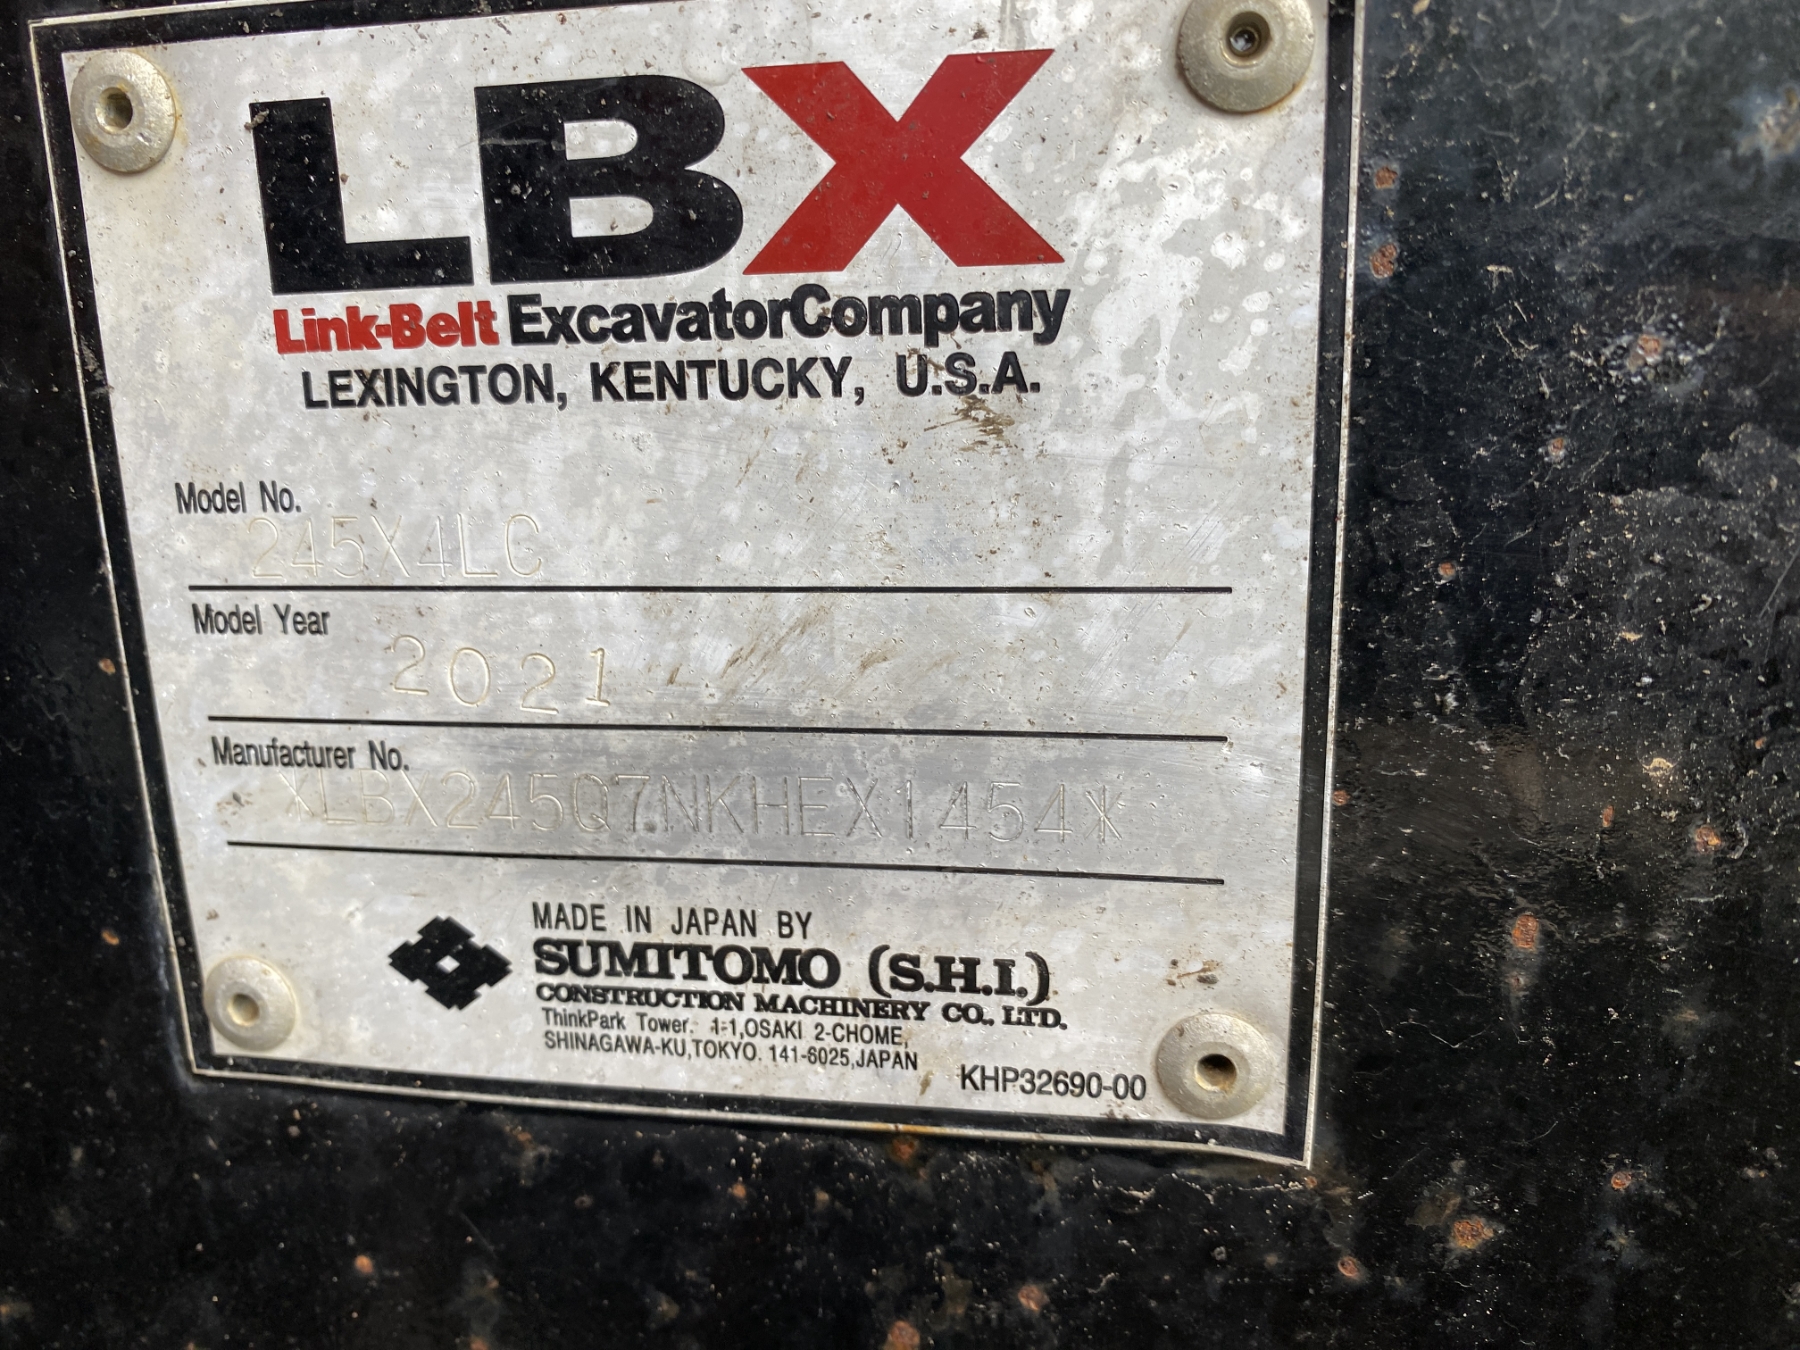 LBX
Link-Belt ExcavatorCompany
LEXINGTON, KENTUCKY, U.S.A.
Model No.
245X4LC
Model Year
2021
Manufacturer No.
*LBX245Q7NKHEX1454*
MADE IN JAPAN BY
SUMITOMO (S.H.I.)
CONSTRUCTION MACHINERY CO., LTD.
ThinkPark Tower. 1-1,OSAKI 2-CHOME,
SHINAGAWA-KU,TOKYO. 141-6025,JAPAN
KHP32690-00